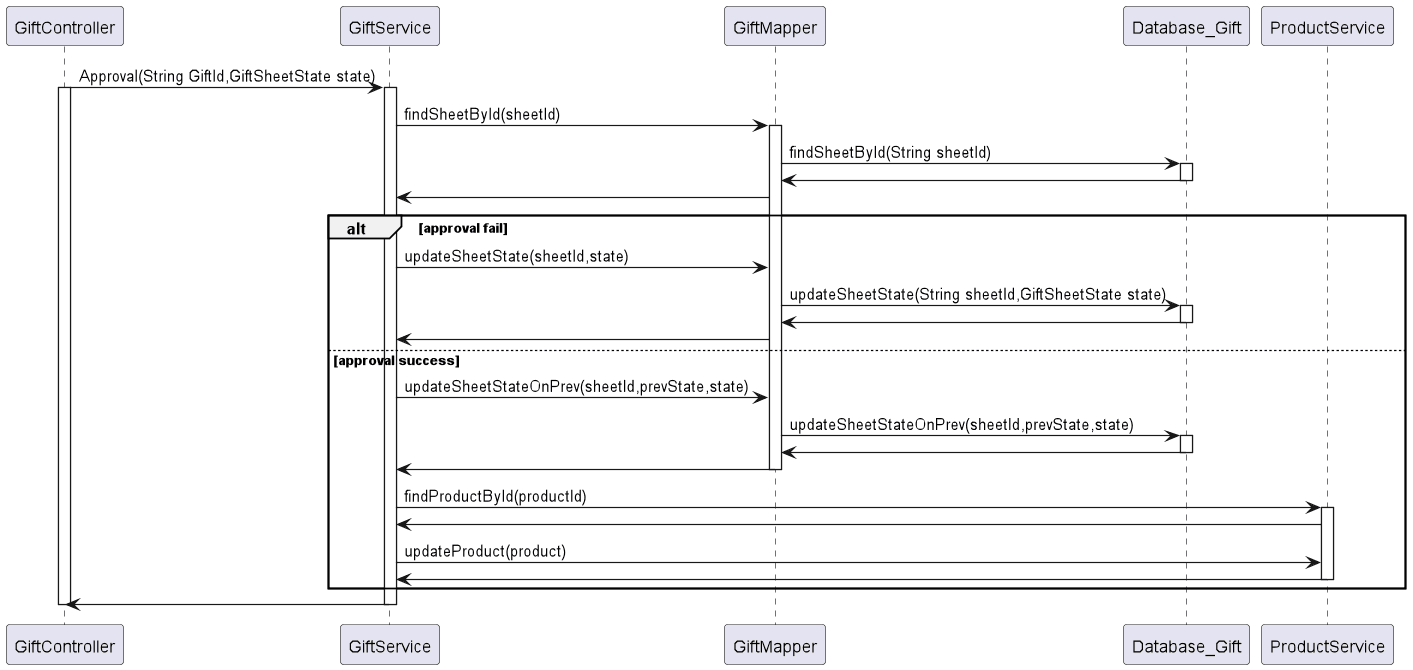 GiftController GiftService GiftMapper Database_Gift ProductService
Approval(String GiftId,GiftSheetState state)
findSheetById(sheetId)
findSheetById(String sheetId)
alt [approval fail]
updateSheetState(sheetId,state)
updateSheetState(String sheetId,GiftSheetState state)
[approval success]
updateSheetStateOnPrev(sheetId,prevState,state)
updateSheetStateOnPrev(sheetId,prevState,state)
findProductById(productId)
updateProduct(product)
GiftController GiftService GiftMapper Database_Gift ProductService